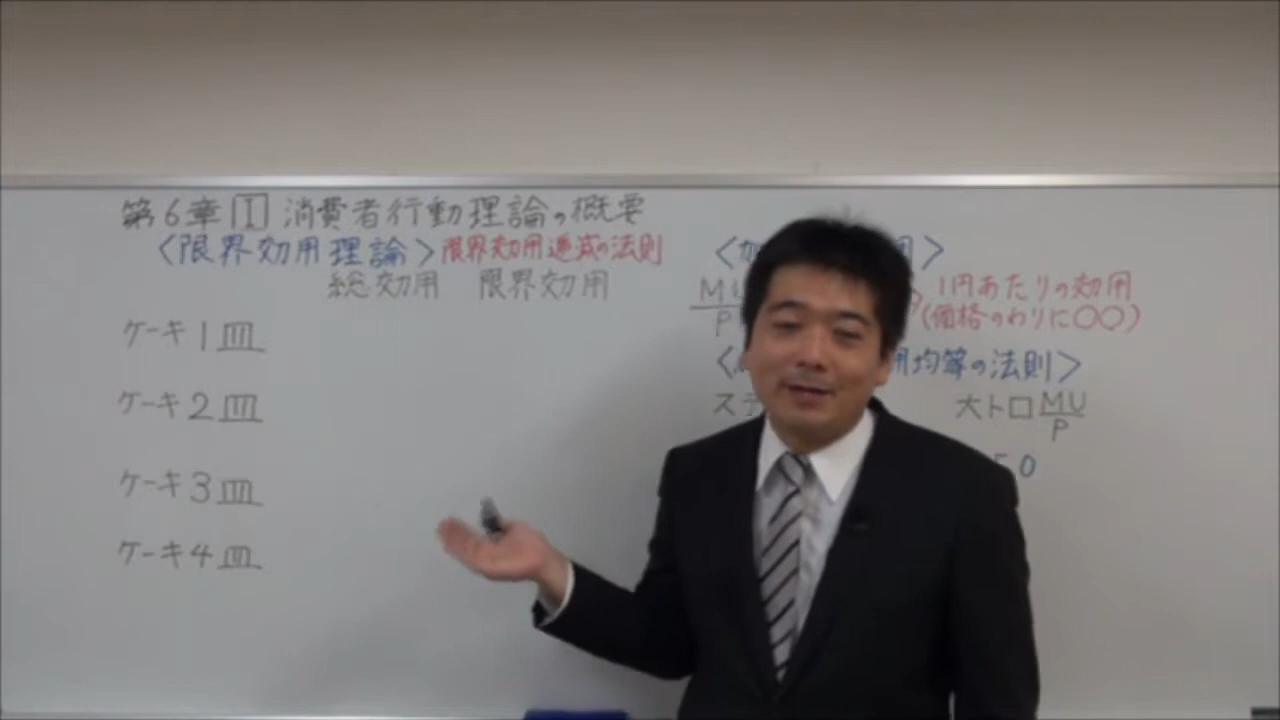 第6章 I 消費者行動理論の概要
<限界効用理論> 限界効用逓減の法則
総効用 限界効用
ケーキ1皿
ケーキ2皿
ケーキ3皿
ケーキ4皿
<加 用>
MU
P
1円あたりの効用
(価格のわりに〇〇)
用均等の法則>
ステ 大トロ MU
P
50